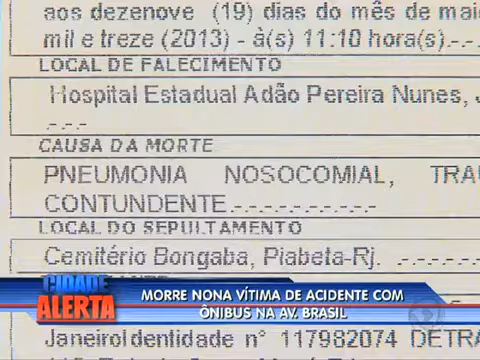 aos dezenove (19) dias do mês de maio
mil e treze (2013) - à(s) 11:10 hora(s).-.-
LOCAL DE FALECIMENTO
Hospital Estadual Adão Pereira Nunes,
-.-.-
CAUSA DA MORTE
PNEUMONIA NOSOCOMIAL,
CONTUNDENTE.-.-.-.-.-.-.-.-.-.-
LOCAL DO SEPULTAMENTO
Cemitério Bongaba, Piabeta-Rj. .-.-.-.-.-
CIDADE
ALERTA
MORRE NONA VÍTIMA DE ACIDENTE COM
ÔNIBUS NA AV. BRASIL
JaneiroIdentidade n° 117982074 DETRA